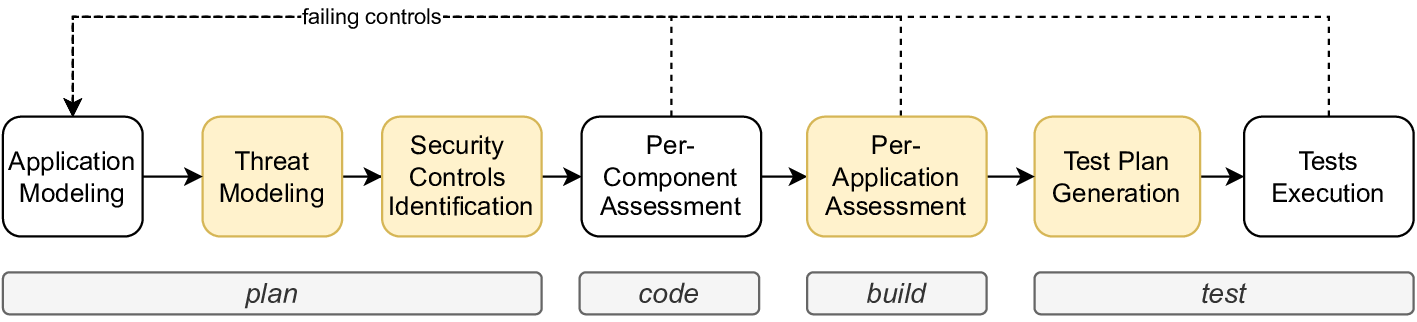 failing controls
Application
Modeling
Threat
Modeling
Security
Controls
Identification
Per-
Component
Assessment
Per-
Application
Assessment
Test Plan
Generation
Tests
Execution
plan
code
build
test